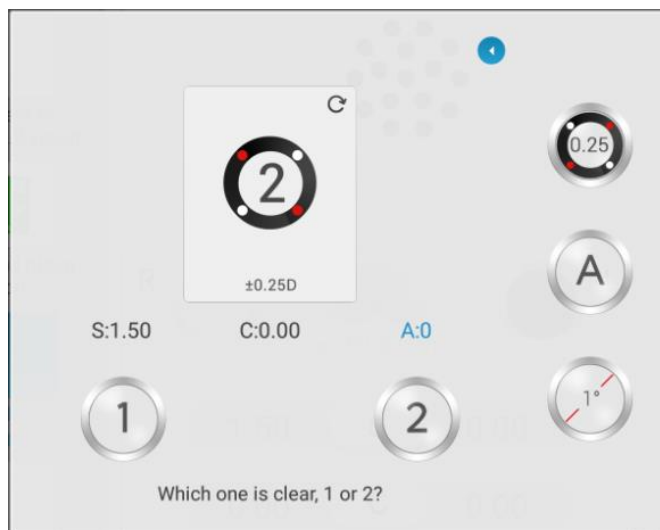 0.25
2
±0.25D
A
S:1.50 C:0.00 A:0
1°
1 2
Which one is clear, 1 or 2?